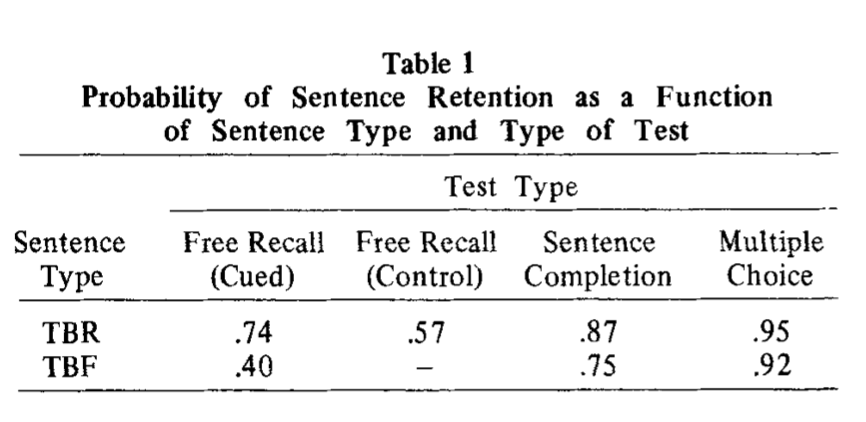 Table 1
Probability of Sentence Retention as a Function
of Sentence Type and Type of Test
Test Type
Sentence Free Recall Free Recall Sentence Multiple
Type (Cued) (Control) Completion Choice
TBR .74 .57 .87 .95
TBF .40 – .75 .92